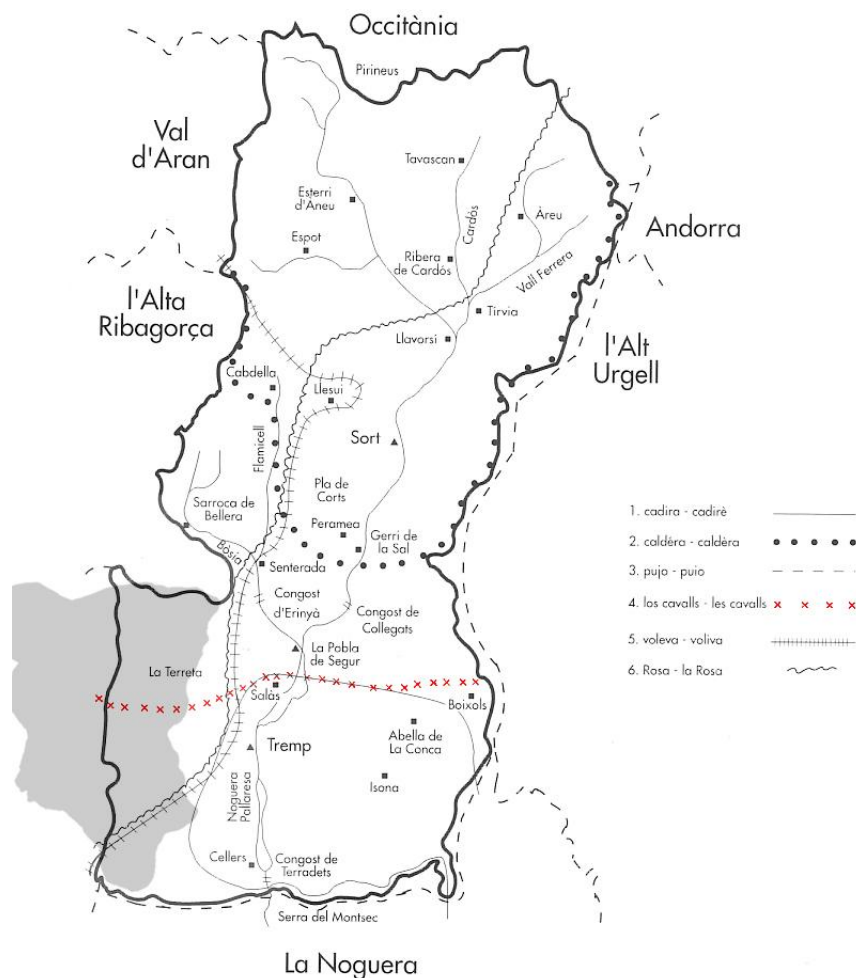 Occitània
Pirineus
Val
d'Aran
Tavascan
Esterri
d'Àneu
Cardós
Àreu
Andorra
Espot
Ribera
de Cardós
Vall Ferrera
l'Alta
Ribagorça
Tirvia
Llavorsí
l'Alt
Urgell
Cabdella
Llesui
Sort
Flamicell
Pla de
Corts
Sarroca de
Bellera
Peramea
Gerri de
la Sal
Bòsia
Senterada
Congost
d'Erinyà
Congost de
Collegats
La Pobla
de Segur
La Terreta
Salàs
Boixols
Abella de
La Conca
Tremp
Isona
Noguera
Pallaresa
Cellers
Congost de
Terradets
Serra del Montsec
La Noguera
1. cadira - cadirè
2. caldéra - caldèra
3. pujo - puio
4. los cavalls - les cavalls
5. voleva - voliva
6. Rosa - la Rosa